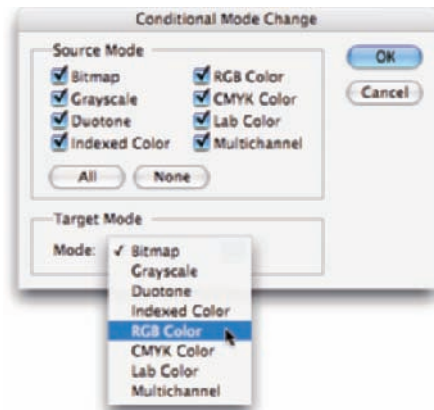 Conditional Mode Change
Source Mode
Bitmap
RGB Color
Grayscale
CMYK Color
Duotone
Lab Color
Indexed Color
Multichannel
All
None
OK
Cancel
Target Mode
Mode:
Bitmap
Grayscale
Duotone
Indexed Color
RGB Color
CMYK Color
Lab Color
Multichannel